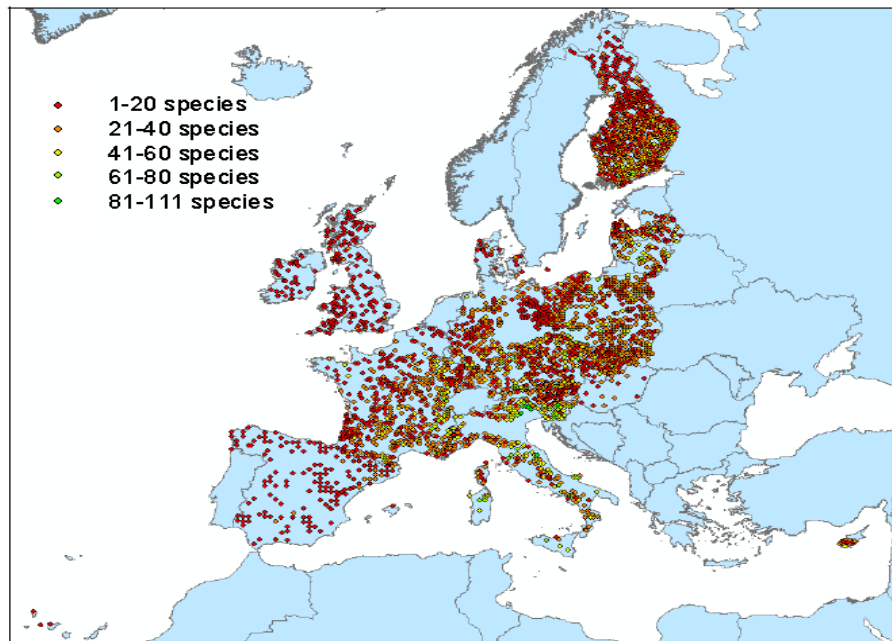 1-20 species
21-40 species
41-60 species
61-80 species
81-111 species